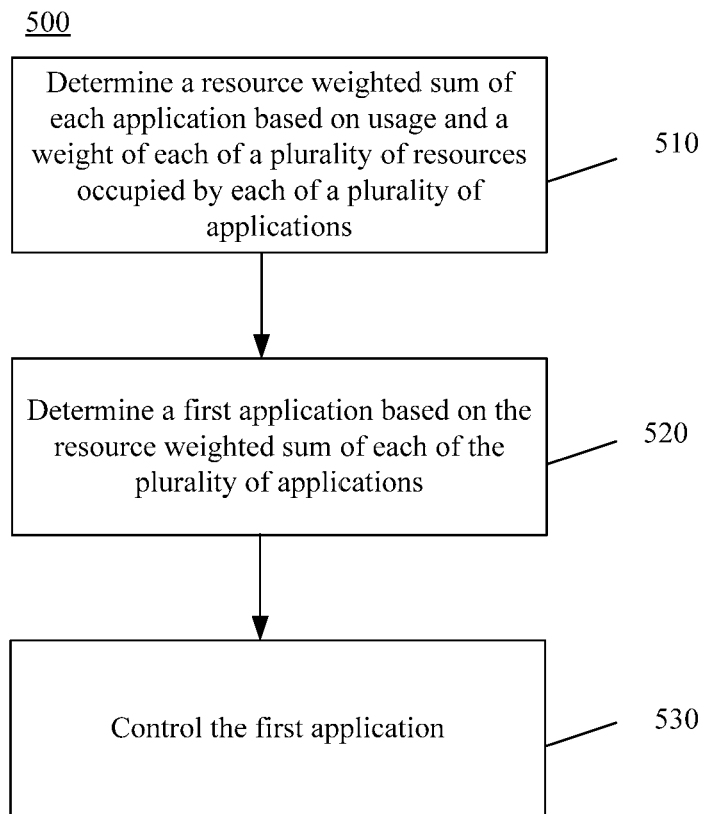 500
Determine a resource weighted sum of
each application based on usage and a
weight of each of a plurality of resources
occupied by each of a plurality of
applications
510
Determine a first application based on the
resource weighted sum of each of the
plurality of applications
520
Control the first application
530